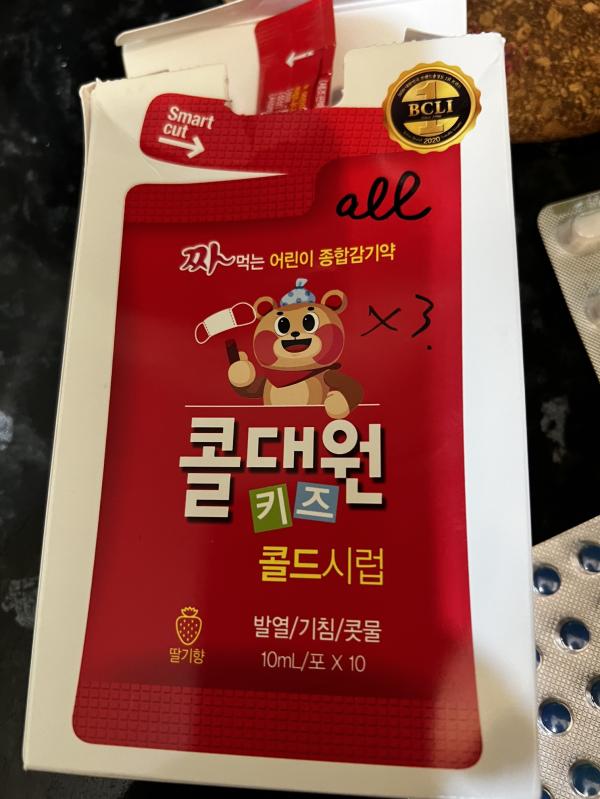 Smart
cut
BCLI
2020
all
짜먹는 어린이 종합감기약
x3.
콜대원
키즈
콜드시럽
딸기향
발열/기침/콧물
10mL/포 X 10